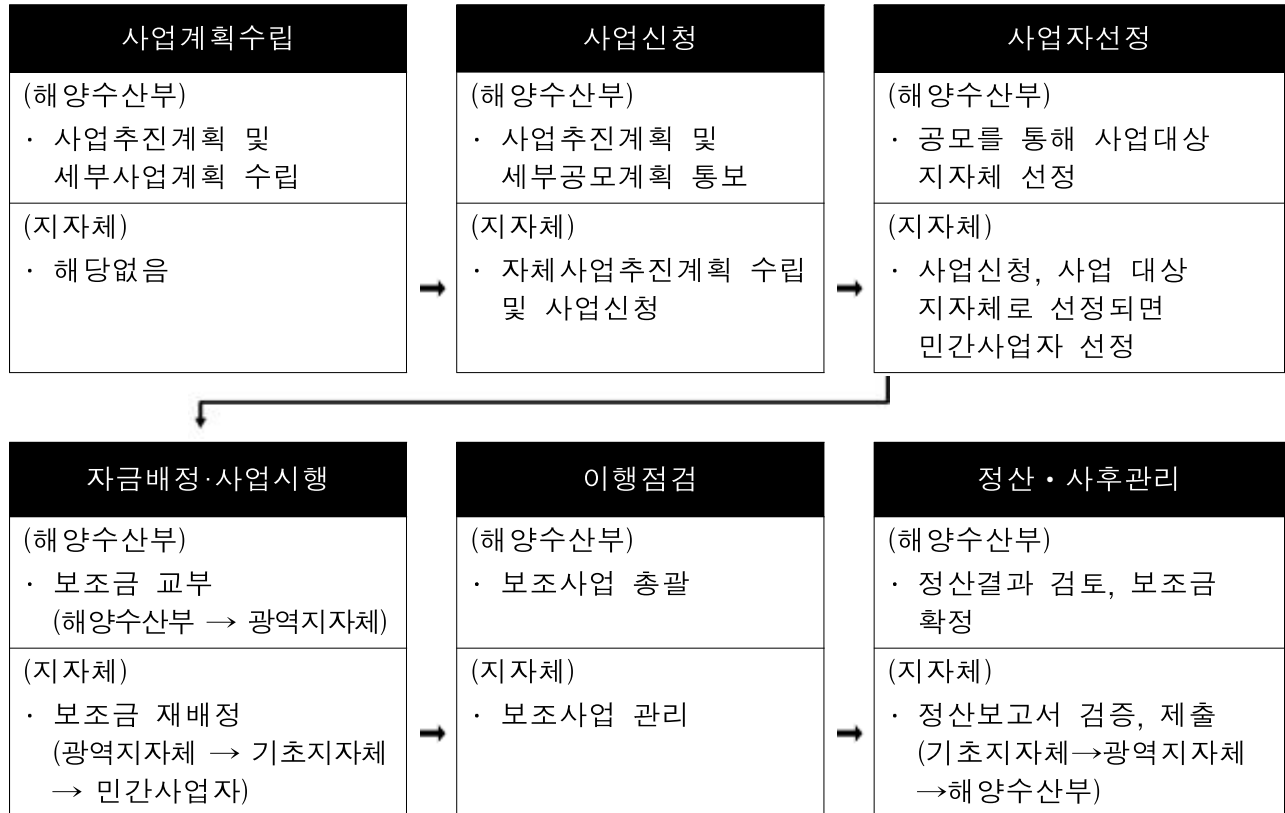 사업계획수립
(해양수산부)
· 사업추진계획 및
세부사업계획 수립
(지자체)
· 해당없음
➡
사업신청
(해양수산부)
· 사업추진계획 및
세부공모계획 통보
(지자체)
· 자체사업추진계획 수립
및 사업신청
➡
사업자선정
(해양수산부)
· 공모를 통해 사업대상
지자체 선정
(지자체)
· 사업신청, 사업 대상
지자체로 선정되면
민간사업자 선정
자금배정·사업시행
(해양수산부)
· 보조금 교부
(해양수산부 → 광역지자체)
(지자체)
· 보조금 재배정
(광역지자체 → 기초지자체
→ 민간사업자)
➡
이행점검
(해양수산부)
· 보조사업 총괄
(지자체)
· 보조사업 관리
➡
정산·사후관리
(해양수산부)
· 정산결과 검토, 보조금
확정
(지자체)
· 정산보고서 검증, 제출
(기초지자체→광역지자체
→해양수산부)